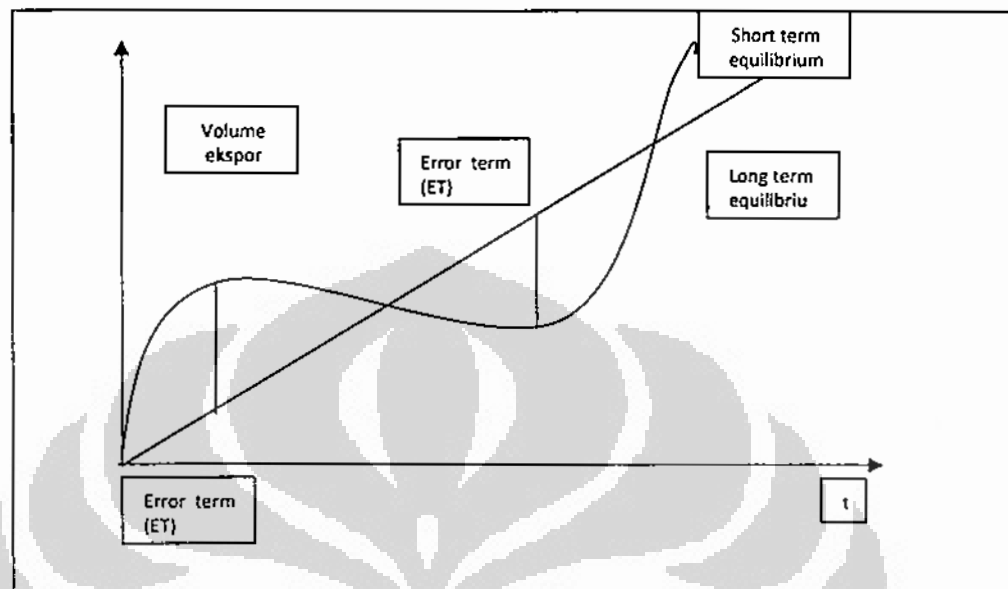 Short term
equilibrium
Volume
ekspor
Error term
(ET)
Long term
equilibriu
Error term
(ET)
t